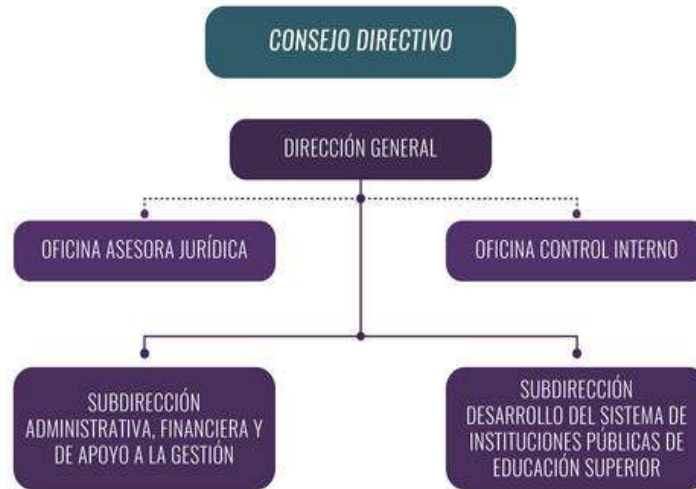 CONSEJO DIRECTIVO
DIRECCIÓN GENERAL
OFICINA ASESORA JURÍDICA
OFICINA CONTROL INTERNO
SUBDIRECCIÓN
ADMINISTRATIVA, FINANCIERA Y
DE APOYO A LA GESTIÓN
SUBDIRECCIÓN
DESARROLLO DEL SISTEMA DE
INSTITUCIONES PÚBLICAS DE
EDUCACIÓN SUPERIOR